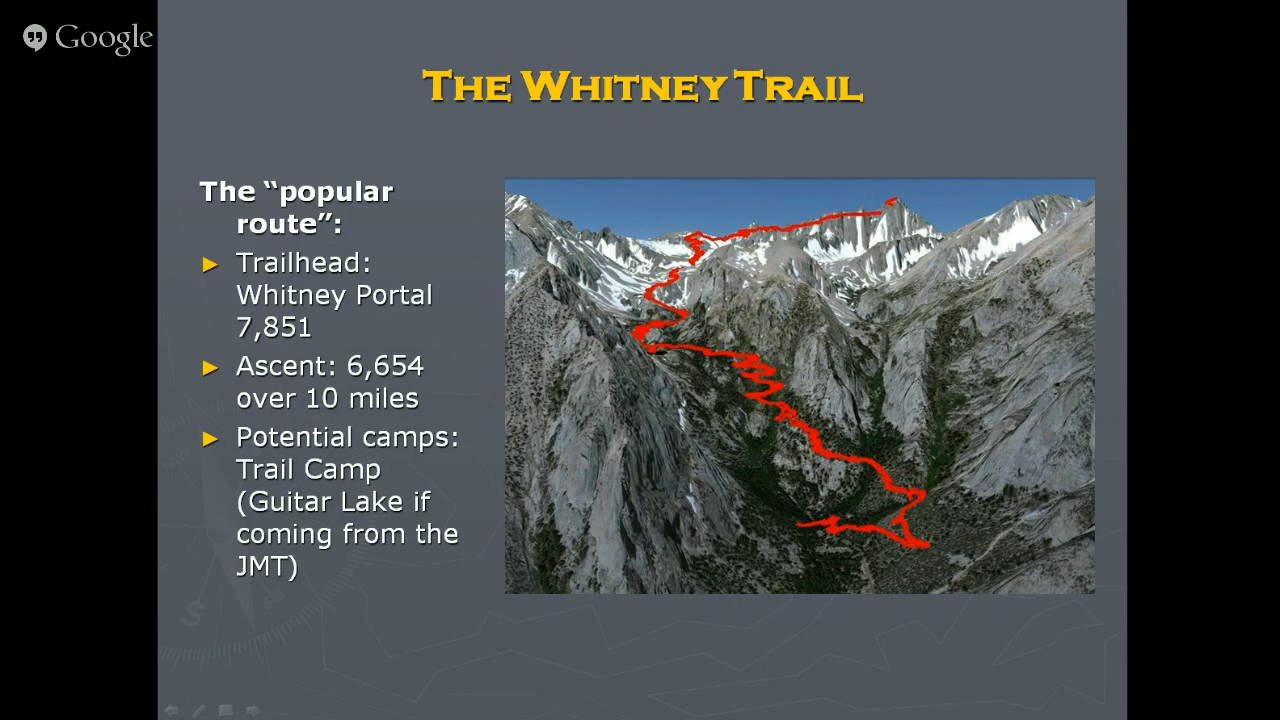 Google
THE WHITNEY TRAIL
The “popular
route”:
► Trailhead:
Whitney Portal
7,851
► Ascent: 6,654
over 10 miles
► Potential camps:
Trail Camp
(Guitar Lake if
coming from the
JMT)
S